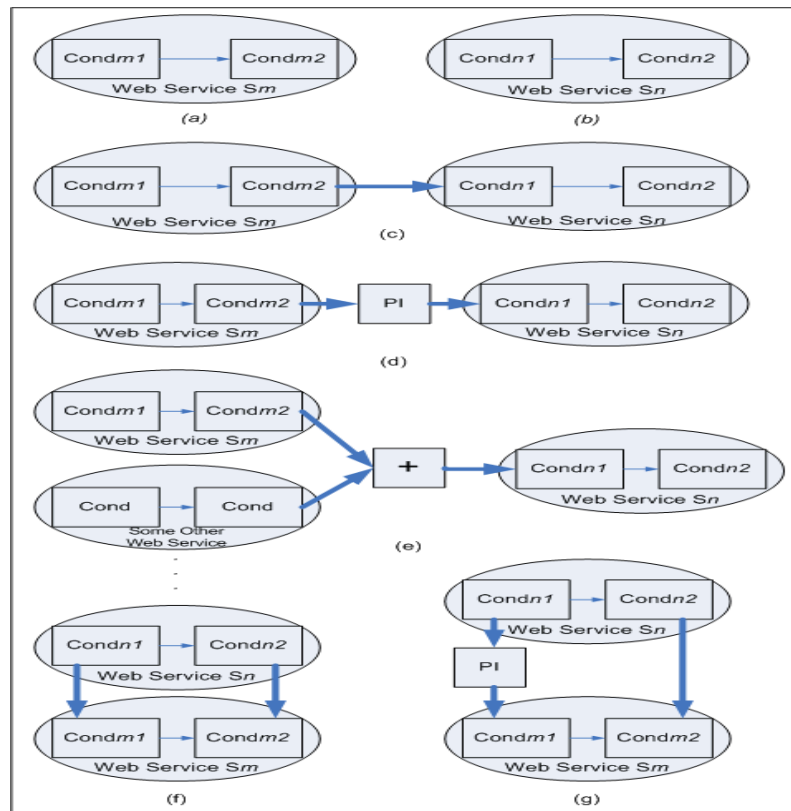 Condm1 Condm2
Web Service Sm
(a)
Condn1 Condn2
Web Service Sn
(b)
Condm1 Condm2
Web Service Sm
Condn1 Condn2
Web Service Sn
(c)
Condm1 Condm2
Web Service Sm
PI
Condn1 Condn2
Web Service Sn
(d)
Condm1 Condm2
Web Service Sm
Cond Cond
Some Other
Web Service
+
Condn1 Condn2
Web Service Sn
(e)
. . .
Condn1 Condn2
Web Service Sn
Condm1 Condm2
Web Service Sm
(f)
Condn1 Condn2
Web Service Sn
PI
Condm1 Condm2
Web Service Sm
(g)